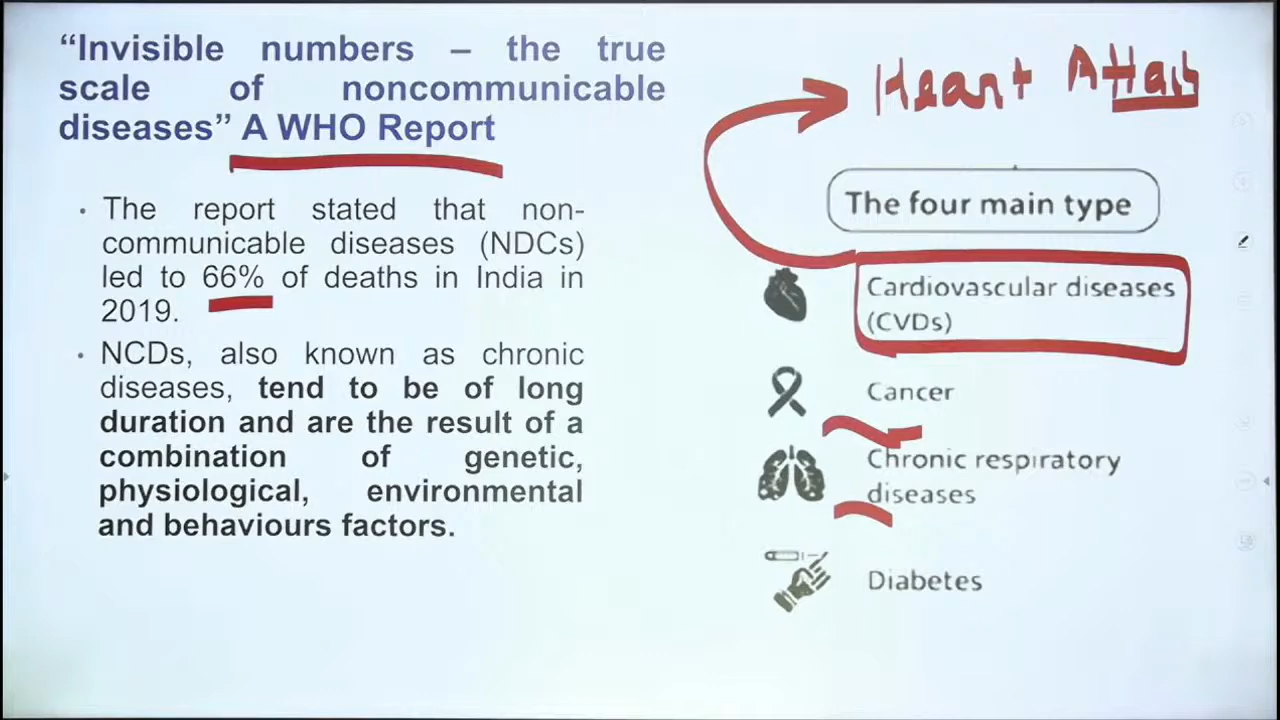 “Invisible numbers – the true
scale of noncommunicable
diseases” A WHO Report
• The report stated that non-
communicable diseases (NDCs)
led to 66% of deaths in India in
2019.
• NCDs, also known as chronic
diseases, tend to be of long
duration and are the result of a
combination of genetic,
physiological, environmental
and behaviours factors.
Heart Attack
The four main type
Cardiovascular diseases
(CVDs)
Cancer
Chronic respiratory
diseases
Diabetes